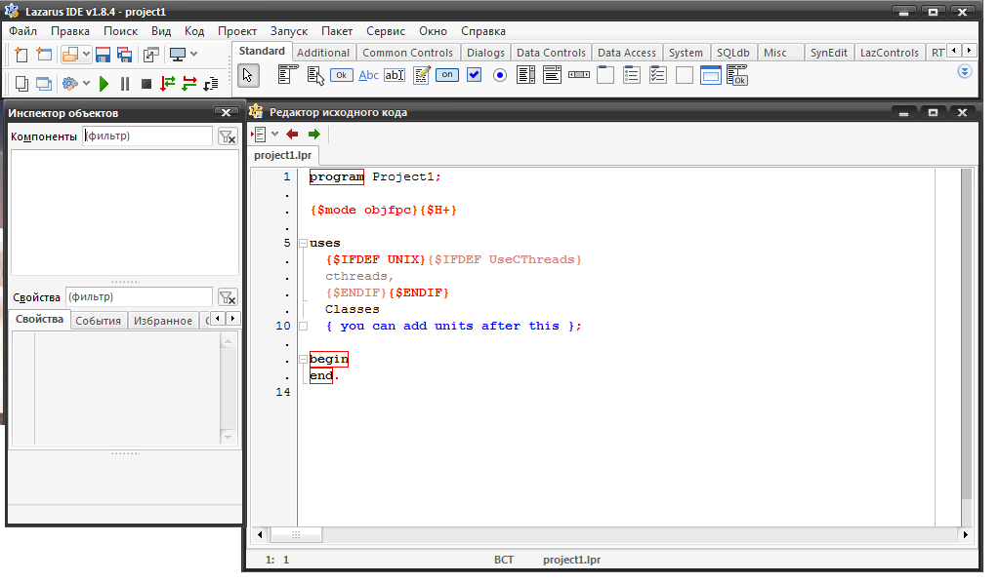 Lazarus IDE v1.8.4 - project1
Файл Правка Поиск Вид Код Проект Запуск Пакет Сервис Окно Справка
Standard Additional Common Controls Dialogs Data Controls Data Access System SQLdb Misc SynEdit LazControls RT
Ok Abc abI on Ok
Инспектор объектов
Компоненты (фильтр)
Свойства (фильтр)
Свойства События Избранное
Редактор исходного кода
project1.lpr
1 program Project1;
.
. {$mode objfpc}{$H+}
.
5 uses
. {$IFDEF UNIX}{$IFDEF UseCThreads}
. cthreads,
. {$ENDIF}{$ENDIF}
. Classes
10 { you can add units after this };
.
. begin
. end.
14
1: 1 ВСТ project1.lpr